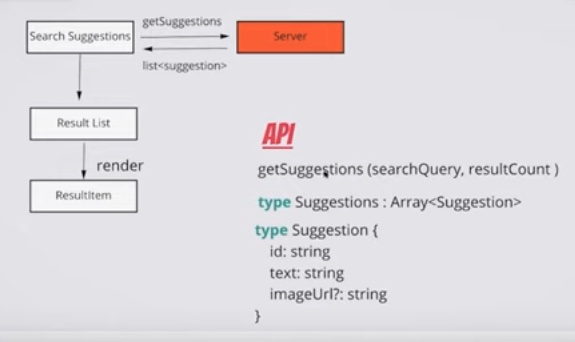 getSuggestions
Search Suggestions
Server
list<suggestion>
Result List
render
ResultItem
API
getSuggestions (searchQuery, resultCount )
type Suggestions : Array<Suggestion>
type Suggestion {
id: string
text: string
imageUrl?: string
}